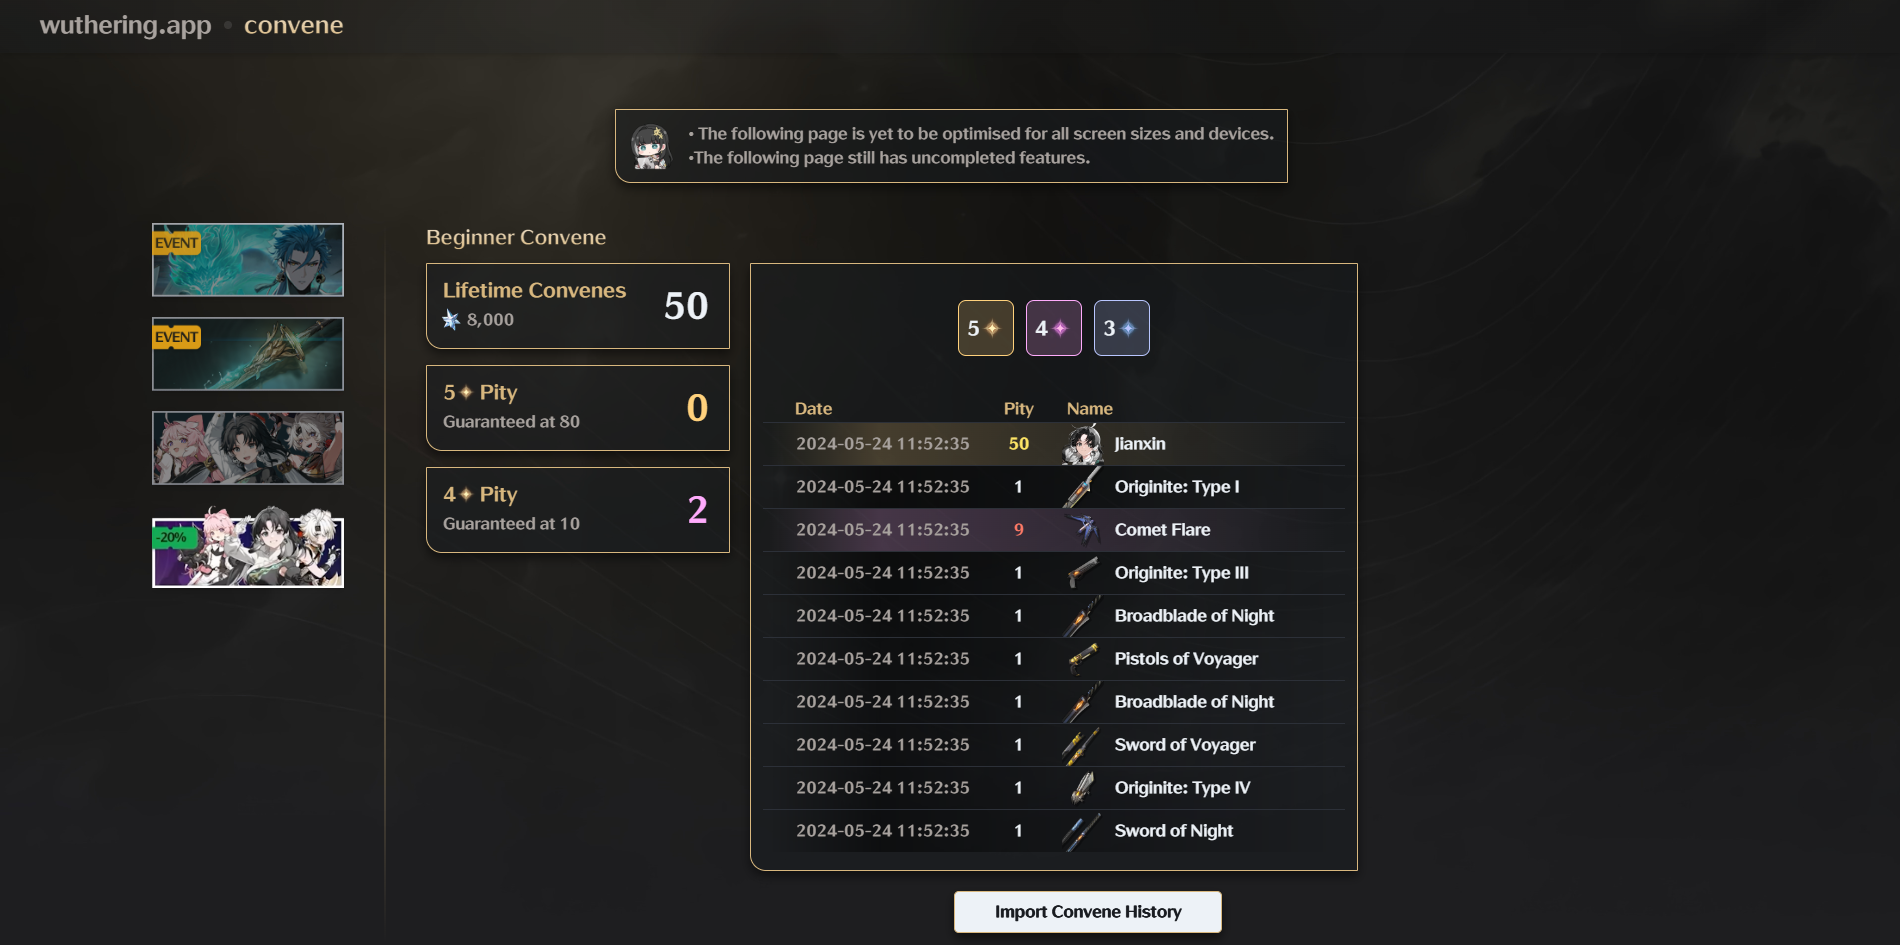 wuthering.app • convene
• The following page is yet to be optimised for all screen sizes and devices.
•The following page still has uncompleted features.
EVENT
EVENT
-20%
Beginner Convene
Lifetime Convenes
8,000
50
5✦ Pity
Guaranteed at 80
0
4✦ Pity
Guaranteed at 10
2
5✦ 4✦ 3✦
Date Pity Name
2024-05-24 11:52:35 50 Jianxin
2024-05-24 11:52:35 1 Originite: Type I
2024-05-24 11:52:35 9 Comet Flare
2024-05-24 11:52:35 1 Originite: Type III
2024-05-24 11:52:35 1 Broadblade of Night
2024-05-24 11:52:35 1 Pistols of Voyager
2024-05-24 11:52:35 1 Broadblade of Night
2024-05-24 11:52:35 1 Sword of Voyager
2024-05-24 11:52:35 1 Originite: Type IV
2024-05-24 11:52:35 1 Sword of Night
Import Convene History